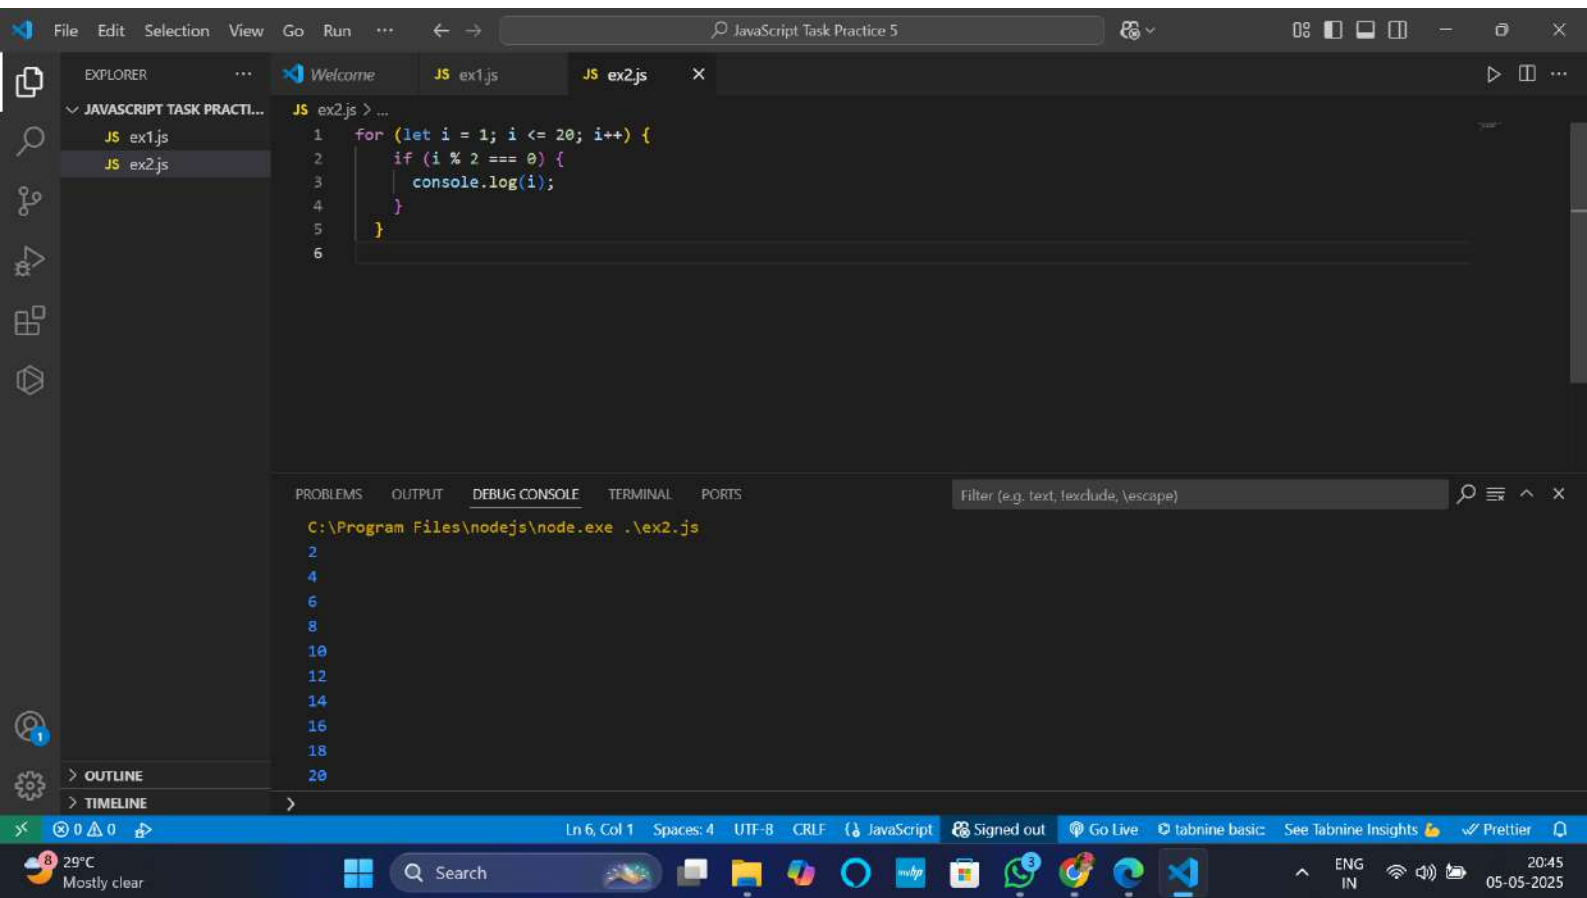 File Edit Selection View Go Run ··· JavaScript Task Practice 5
EXPLORER ···
JAVASCRIPT TASK PRACTI...
JS ex1.js
JS ex2.js
OUTLINE
TIMELINE
Welcome JS ex1.js JS ex2.js
JS ex2.js > ...
1 for (let i = 1; i <= 20; i++) {
2 if (i % 2 === 0) {
3 console.log(i);
4 }
5 }
6
PROBLEMS OUTPUT DEBUG CONSOLE TERMINAL PORTS Filter (e.g. text, !exclude, \escape)
C:\Program Files\nodejs\node.exe .\ex2.js
2
4
6
8
10
12
14
16
18
20
>
1
0 0 Ln 6, Col 1 Spaces: 4 UTF-8 CRLF JavaScript Signed out Go Live tabnine basic See Tabnine Insights Prettier
8 29°C
Mostly clear
Search
3
ENG
IN
20:45
05-05-2025